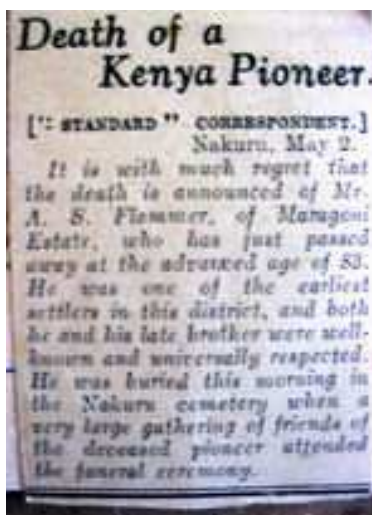 Death of a
Kenya Pioneer.
["STANDARD" CORRESPONDENT.]
Nakuru, May 2.
It is with much regret that
the death is announced of Mr.
A. S. Flemmer, of Maragoni
Estate, who has just passed
away at the advanced age of 83.
He was one of the earliest
settlers in this district, and both
he and his late brother were well-
known and universally respected.
He was buried this morning in
the Nakuru cemetery when a
very large gathering of friends of
the deceased pioneer attended
the funeral ceremony.